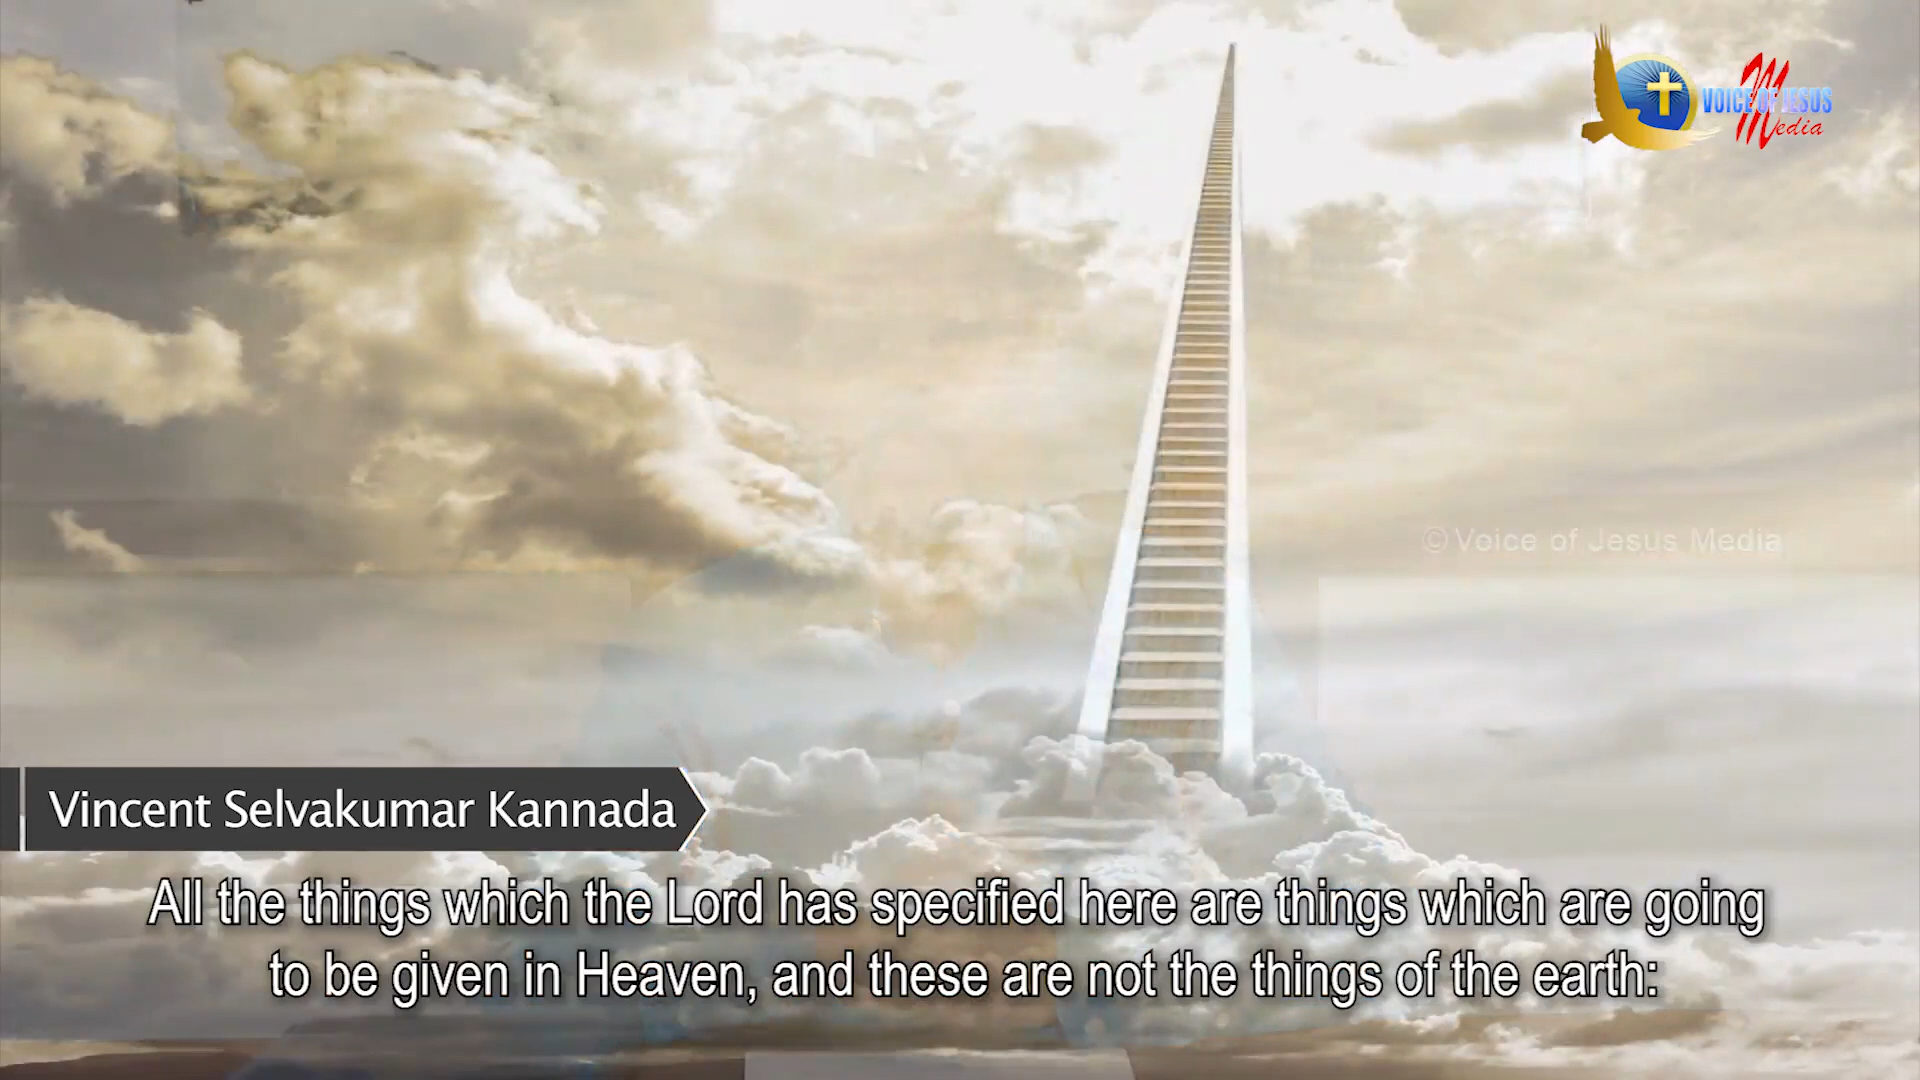 VOICE OF JESUS
Media
©Voice of Jesus Media
Vincent Selvakumar Kannada
All the things which the Lord has specified here are things which are going
to be given in Heaven, and these are not the things of the earth: